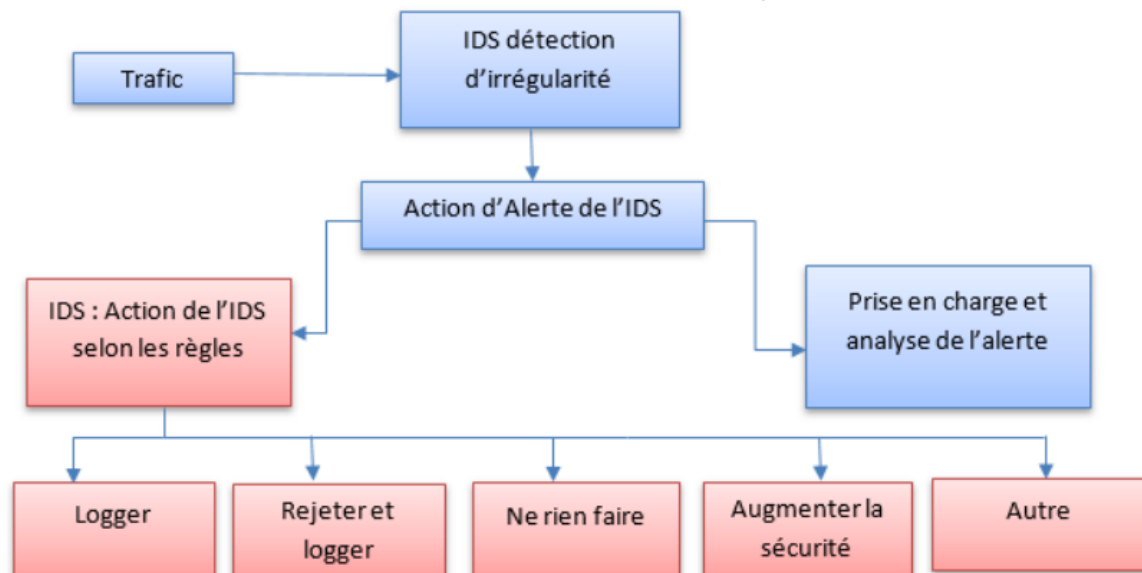 IDS détection
d'irrégularité
Trafic
Action d'Alerte de l'IDS
IDS : Action de l'IDS
selon les règles
Prise en charge et
analyse de l'alerte
Logger
Rejeter et
logger
Ne rien faire
Augmenter la
sécurité
Autre